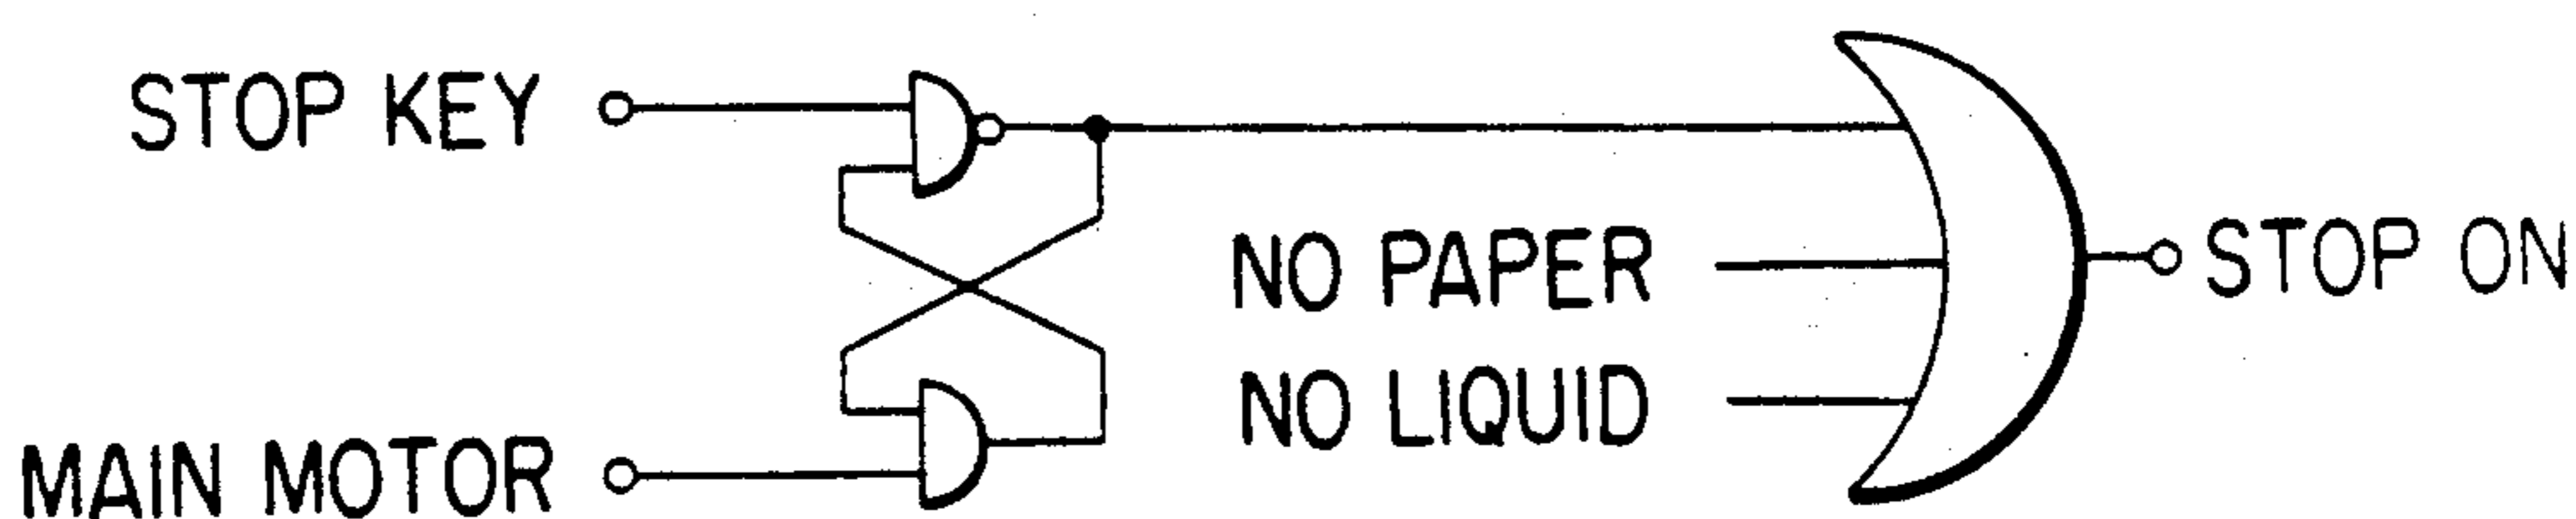 STOP KEY
NO PAPER
STOP ON
NO LIQUID
MAIN MOTOR